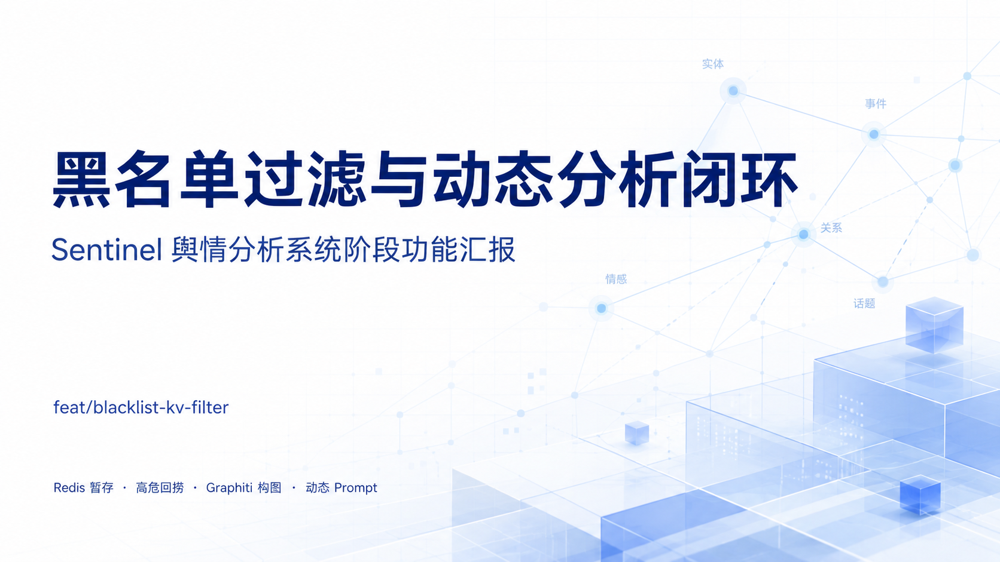 实体
事件
黑名单过滤与动态分析闭环
关系
Sentinel 舆情分析系统阶段功能汇报
情感
话题
feat/blacklist-kv-filter
Redis 暂存 · 高危回捞 · Graphiti 构图 · 动态 Prompt